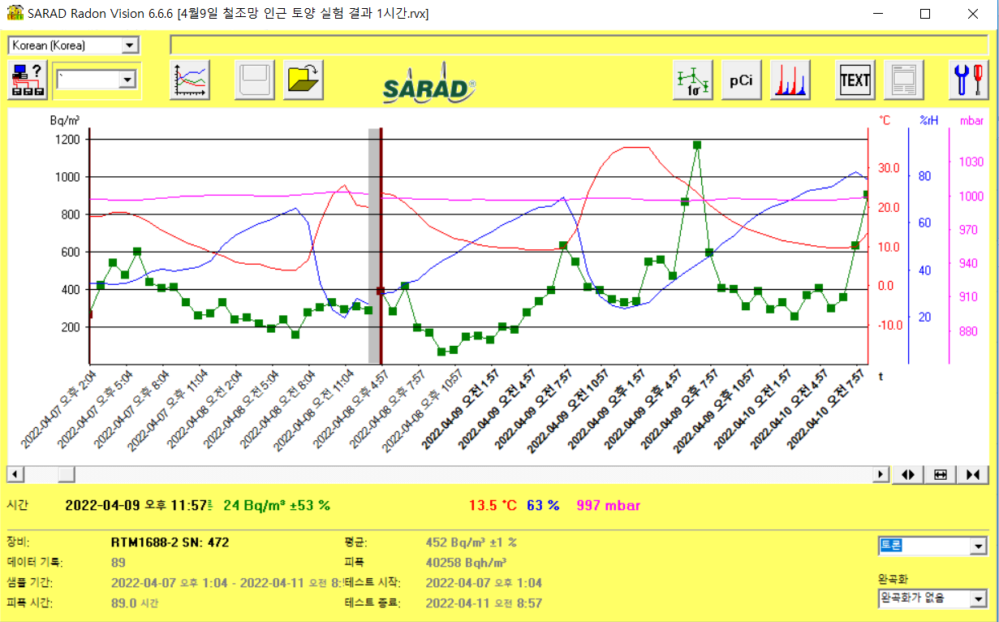 SARAD Radon Vision 6.6.6 [4월9일 철조망 인근 토양 실험 결과 1시간.rvx]
Korean (Korea)
?
`
SARAD®
1σ
pCi
TEXT
Bq/m³
°C
%rH
mbar
1200
1000
800
600
400
200
30.0
20.0
10.0
0.0
-10.0
80
60
40
20
1030
1000
970
940
910
880
2022-04-07 오후 2:04
2022-04-07 오후 5:04
2022-04-07 오후 8:04
2022-04-07 오후 11:04
2022-04-08 오전 2:04
2022-04-08 오전 5:04
2022-04-08 오전 8:04
2022-04-08 오전 11:04
2022-04-08 오후 4:57
2022-04-08 오후 7:57
2022-04-08 오후 10:57
2022-04-09 오전 1:57
2022-04-09 오전 4:57
2022-04-09 오전 7:57
2022-04-09 오전 10:57
2022-04-09 오후 1:57
2022-04-09 오후 4:57
2022-04-09 오후 7:57
2022-04-09 오후 10:57
2022-04-10 오전 1:57
2022-04-10 오전 4:57
2022-04-10 오전 7:57
t
시간 2022-04-09 오후 11:57 24 Bq/m³ ±53 % 13.5 °C 63 % 997 mbar
장비: RTM1688-2 SN: 472 평균: 452 Bq/m³ ±1 %
토론
데이터 기록: 89 피폭 40258 Bqh/m³
샘플 기간: 2022-04-07 오후 1:04 - 2022-04-11 오전 8: 테스트 시작: 2022-04-07 오후 1:04
완곡화
피폭 시간: 89.0 시간 테스트 종료: 2022-04-11 오전 8:57
완곡화가 없음